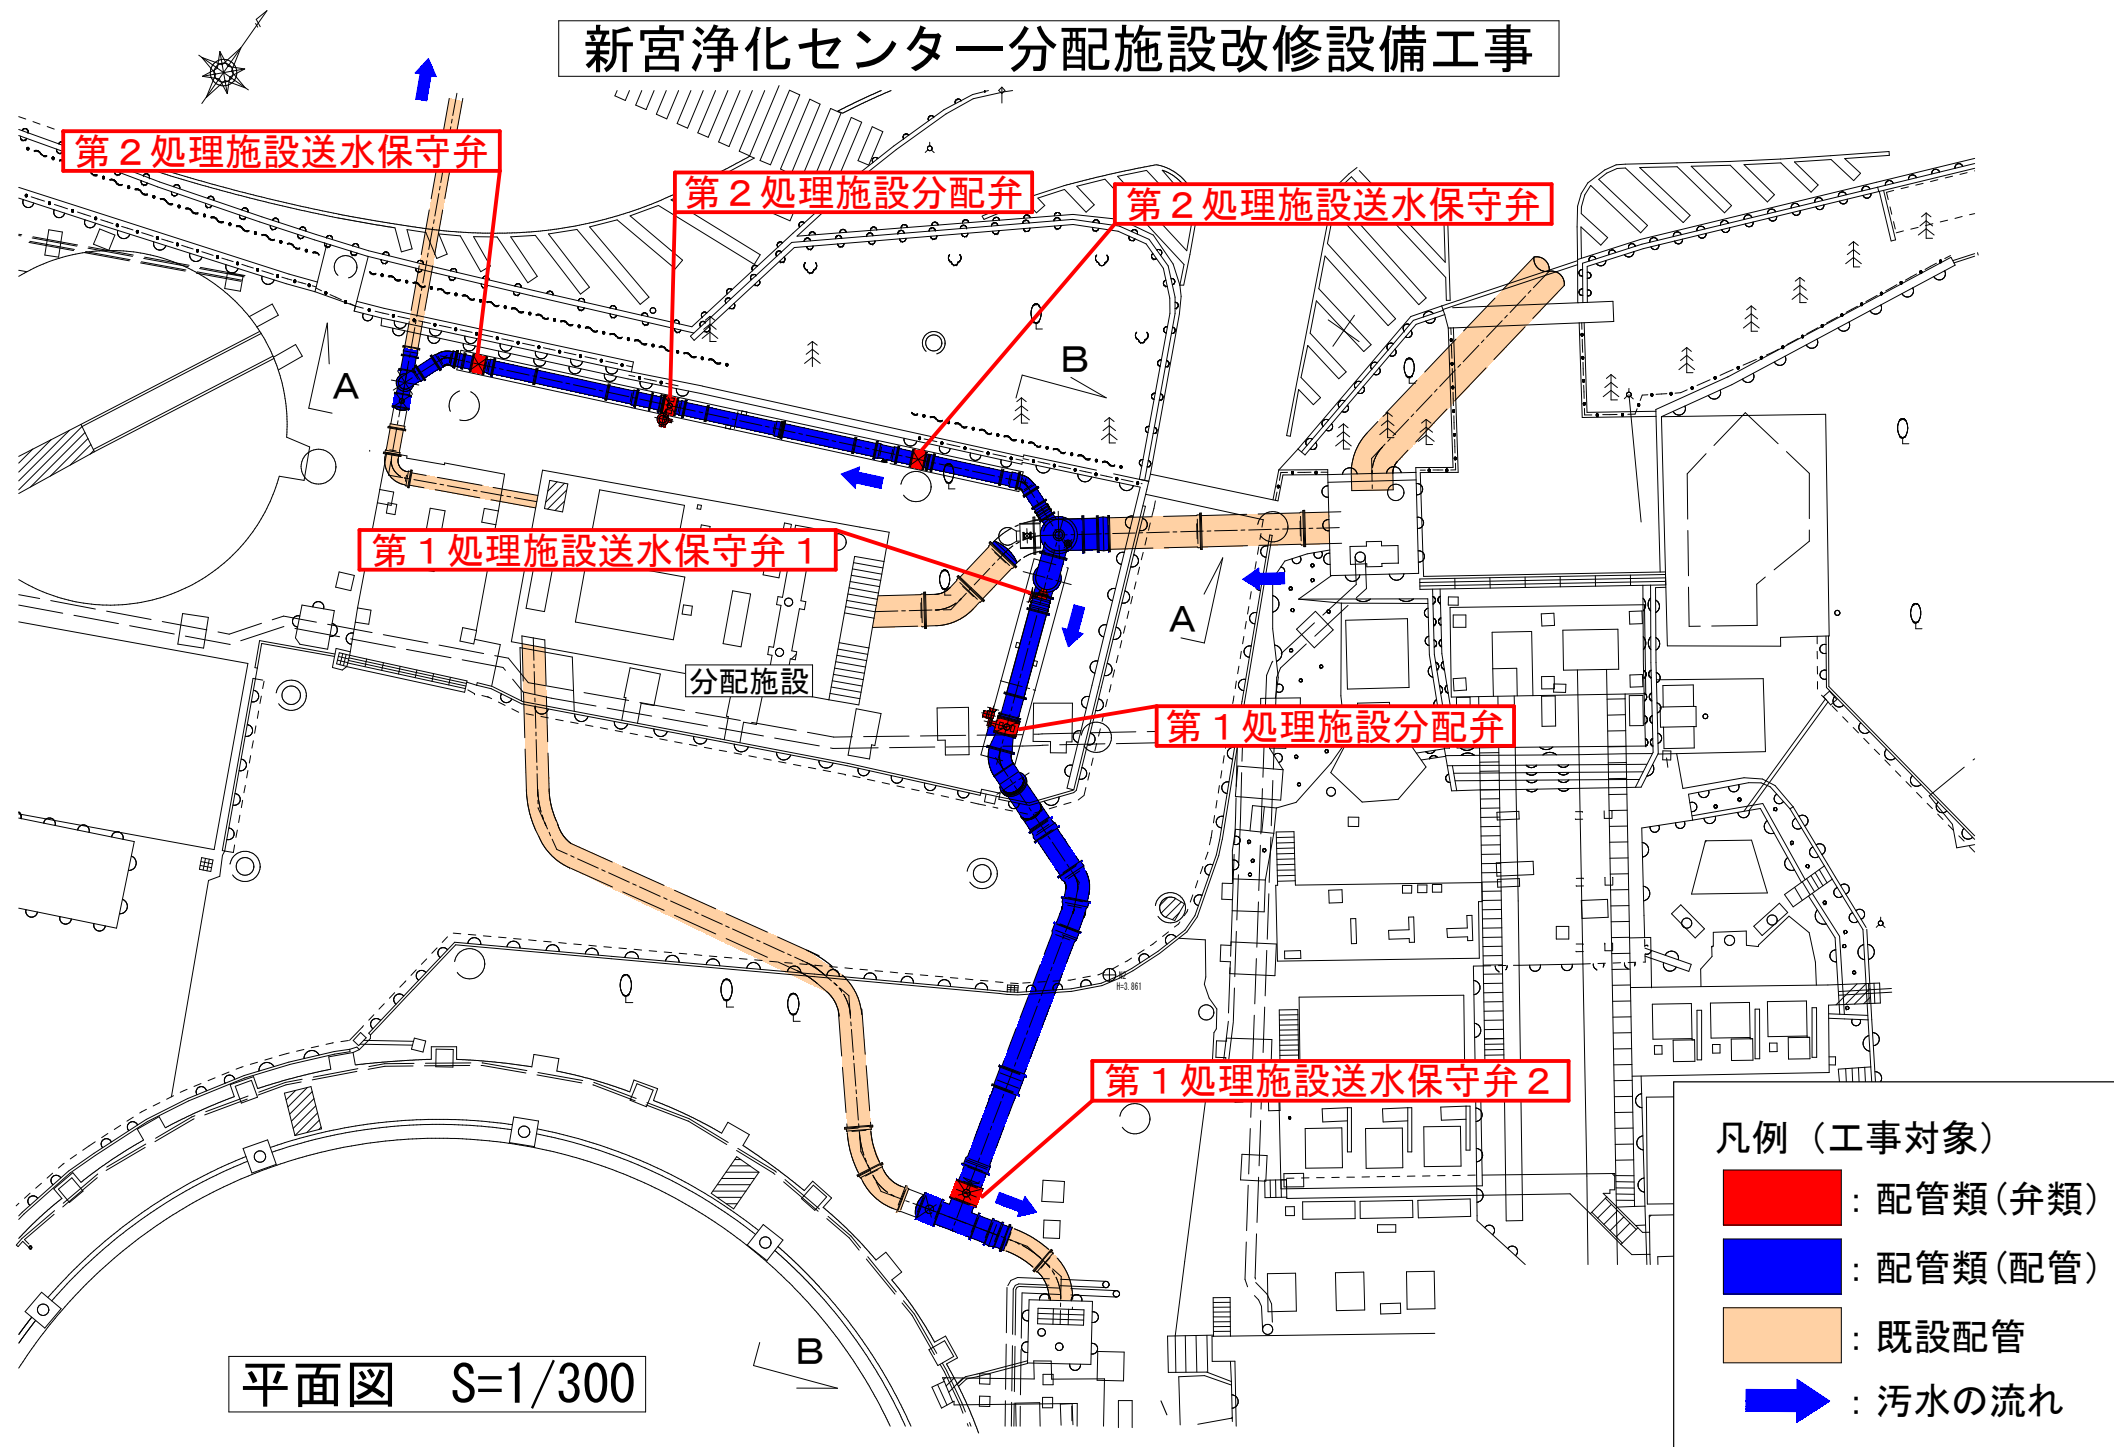 新宮浄化センター分配施設改修設備工事
第２処理施設送水保守弁
第２処理施設分配弁
第２処理施設送水保守弁
A
B
第１処理施設送水保守弁１
A
分配施設
第１処理施設分配弁
H=3.861
第１処理施設送水保守弁２
B
平面図　S=1/300
凡例（工事対象）
：配管類（弁類）
：配管類（配管）
：既設配管
：汚水の流れ